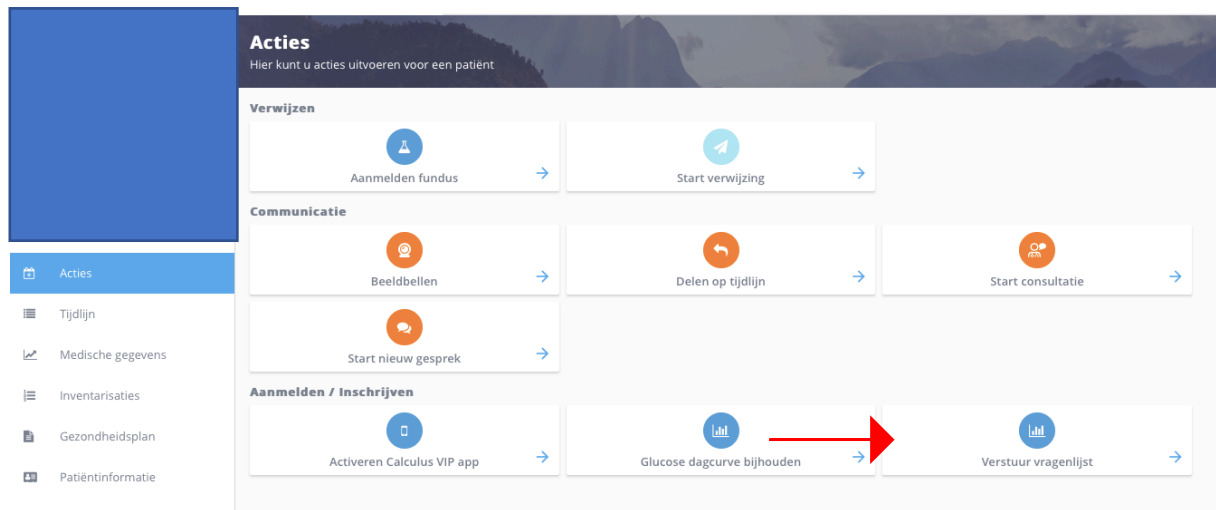 Acties
Hier kunt u acties uitvoeren voor een patiënt
Verwijzen
Aanmelden fundus
Start verwijzing
Communicatie
Beeldbellen
Delen op tijdlijn
Start consultatie
Start nieuw gesprek
Aanmelden / Inschrijven
Activeren Calculus VIP app
Glucose dagcurve bijhouden
Verstuur vragenlijst
Acties
Tijdlijn
Medische gegevens
Inventarisaties
Gezondheidsplan
Patiëntinformatie